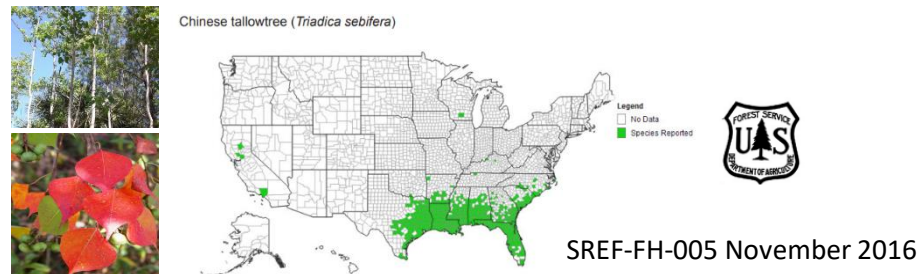 Chinese tallowtree (Triadica sebifera)
Legend
No Data
Species Reported
FOREST SERVICE
U S
DEPARTMENT OF AGRICULTURE
SREF-FH-005 November 2016